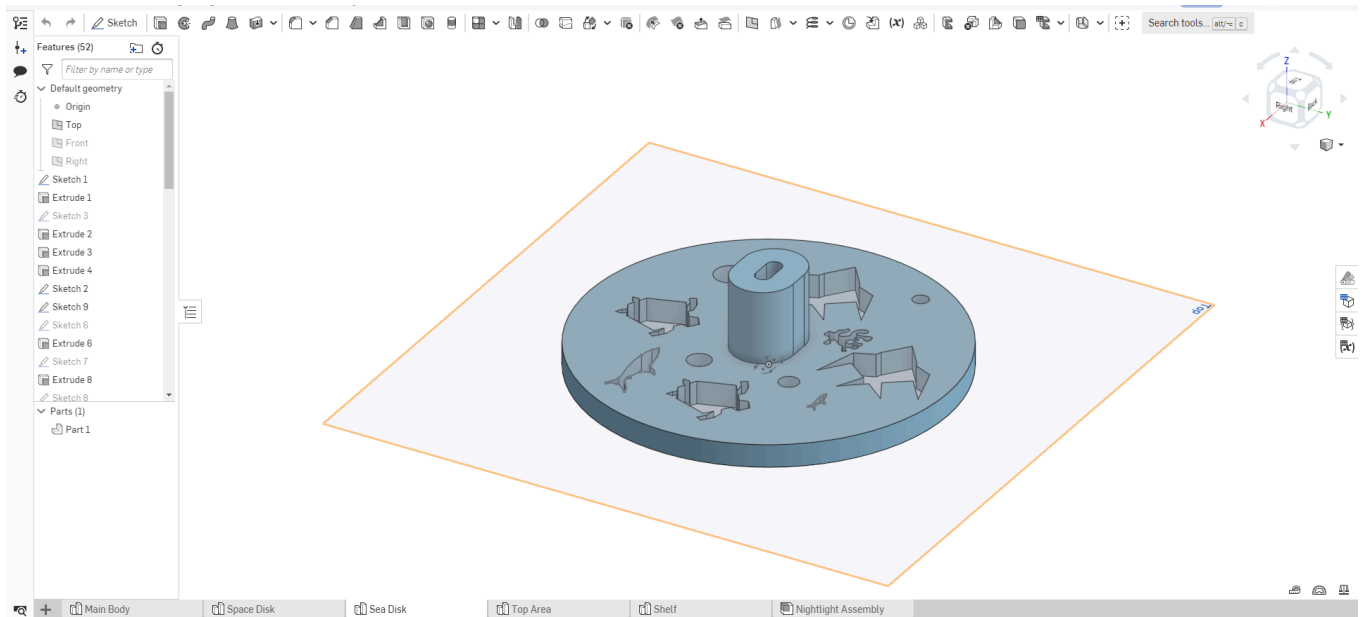 Sketch
Search tools... alt/⌥ c
Features (52)
Filter by name or type
Default geometry
Origin
Top
Front
Right
Sketch 1
Extrude 1
Sketch 3
Extrude 2
Extrude 3
Extrude 4
Sketch 2
Sketch 9
Sketch 6
Extrude 6
Sketch 7
Extrude 8
Sketch 8
Parts (1)
Part 1
Z
Right
Back
X
Y
Top
(x)
Main Body
Space Disk
Sea Disk
Top Area
Shelf
Nightlight Assembly